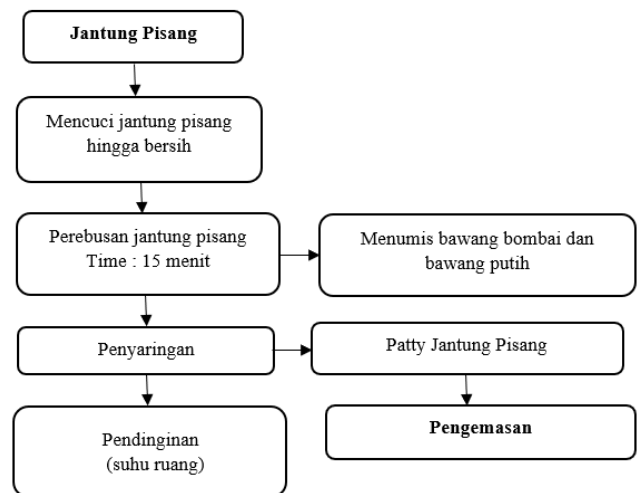 Jantung Pisang
Mencuci jantung pisang
hingga bersih
Perebusan jantung pisang
Time : 15 menit
Menumis bawang bombai dan
bawang putih
Penyaringan
Patty Jantung Pisang
Pendinginan
(suhu ruang)
Pengemasan